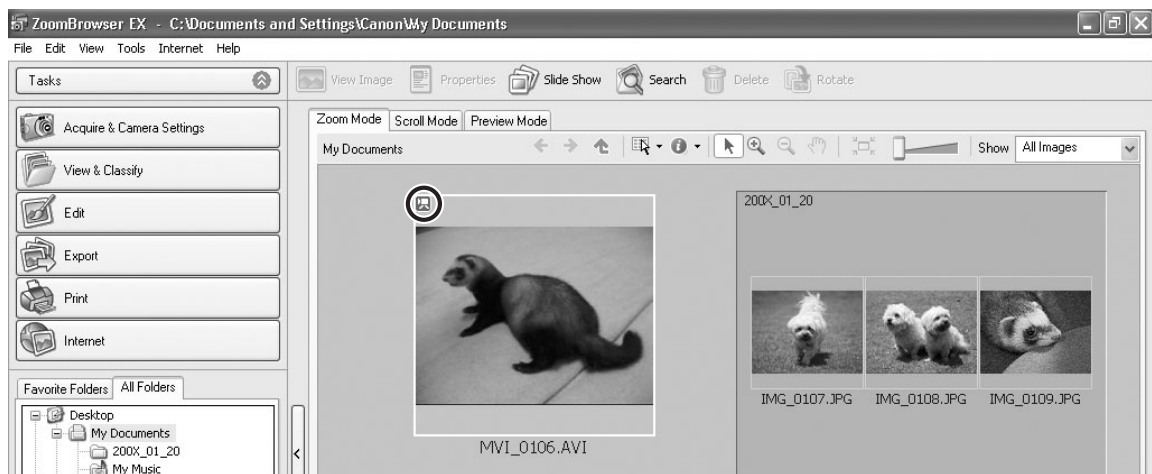 ZoomBrowser EX - C:\Documents and Settings\Canon\My Documents
File Edit View Tools Internet Help
Tasks
View Image Properties Slide Show Search Delete Rotate
Acquire & Camera Settings
View & Classify
Edit
Export
Print
Internet
Favorite Folders All Folders
Desktop
My Documents
200X_01_20
My Music
Zoom Mode Scroll Mode Preview Mode
My Documents Show All Images
MVI_0106.AVI
200X_01_20
IMG_0107.JPG IMG_0108.JPG IMG_0109.JPG